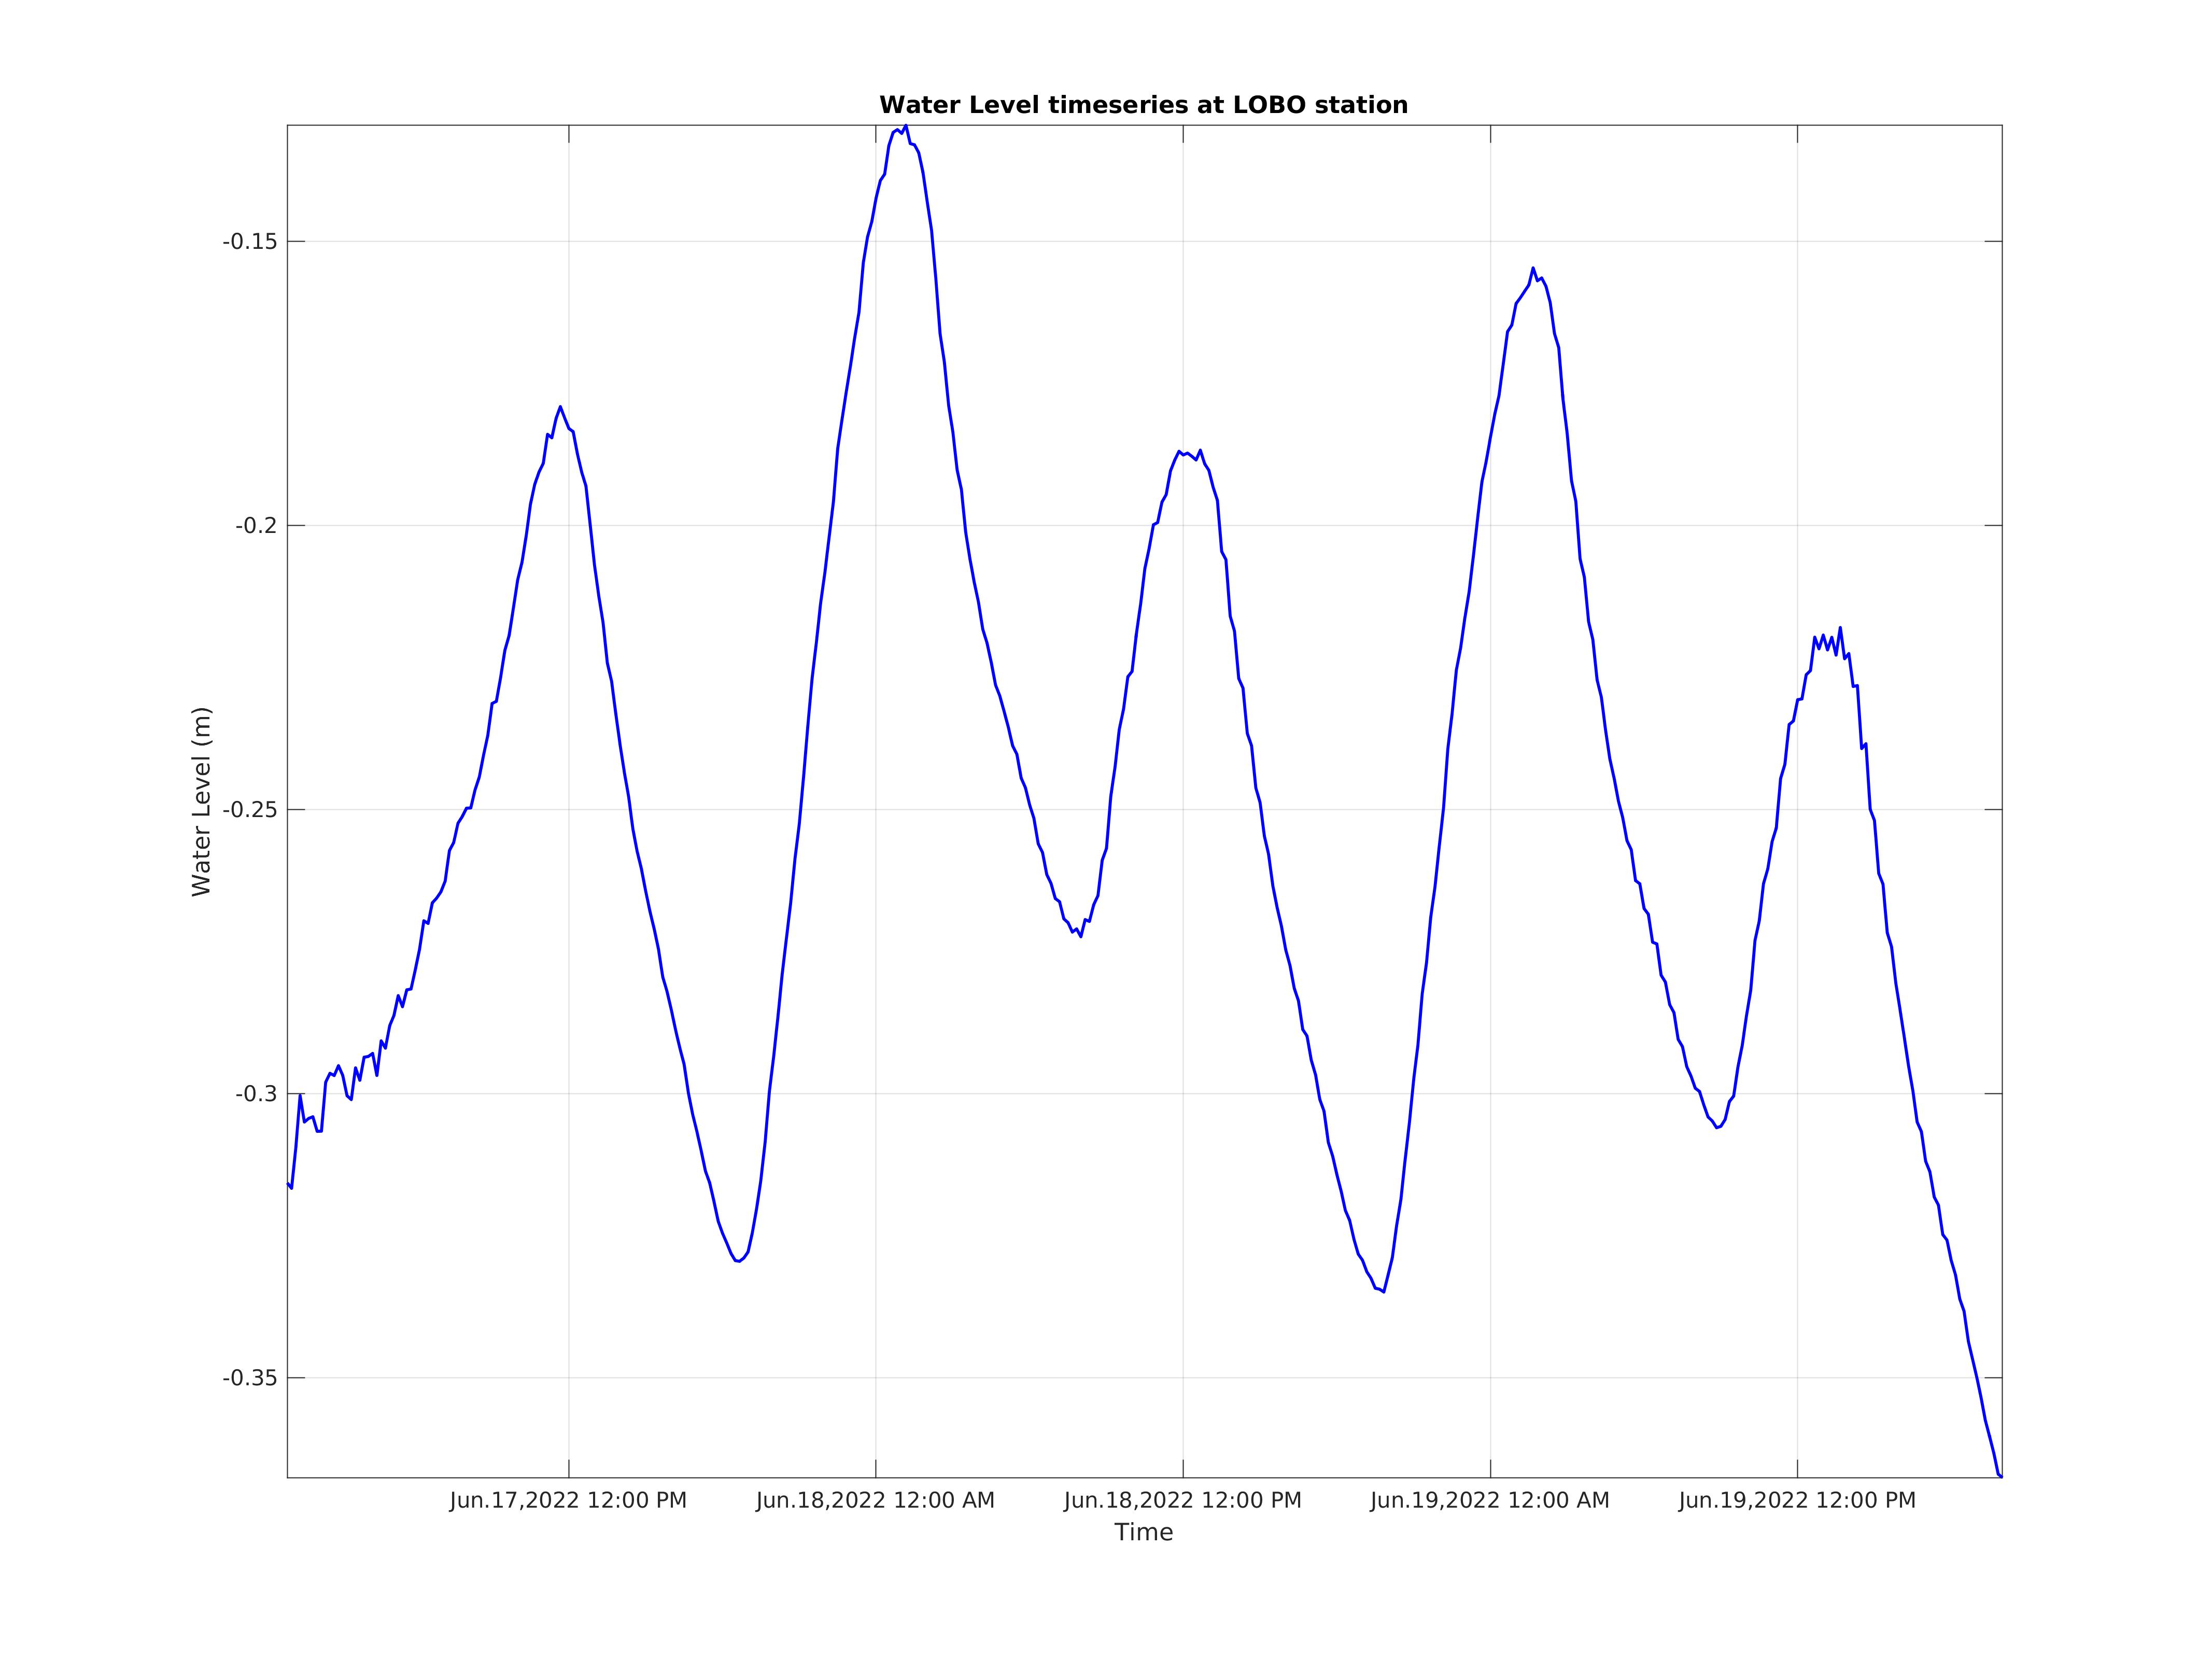 Water Level timeseries at LOBO station
-0.15
-0.2
-0.25
-0.3
-0.35
Water Level (m)
Jun.17,2022 12:00 PM
Jun.18,2022 12:00 AM
Jun.18,2022 12:00 PM
Jun.19,2022 12:00 AM
Jun.19,2022 12:00 PM
Time